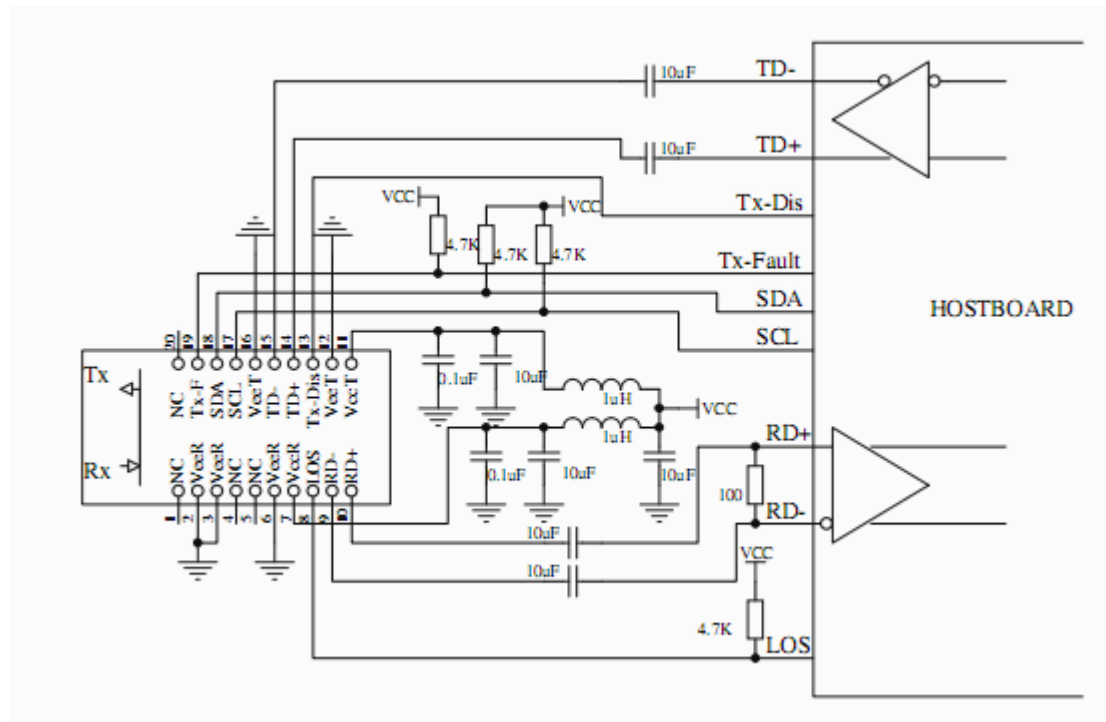 10uF
TD-
10uF
TD+
VCC
VCC
Tx-Dis
4.7K
4.7K
4.7K
Tx-Fault
SDA
HOSTBOARD
SCL
20
19
18
17
16
15
14
13
12
11
Tx
NC
Tx-F
SDA
SCL
VeeT
TD-
TD+
Tx-Dis
VeeT
VccT
0.1uF
10uF
1uH
VCC
1uH
Rx
NC
VeeR
VeeR
NC
NC
VeeR
VccR
LOS
RD-
RD+
0.1uF
10uF
10uF
RD+
100
RD-
1
2
3
4
5
6
7
8
9
10
10uF
10uF
VCC
4.7K
LOS